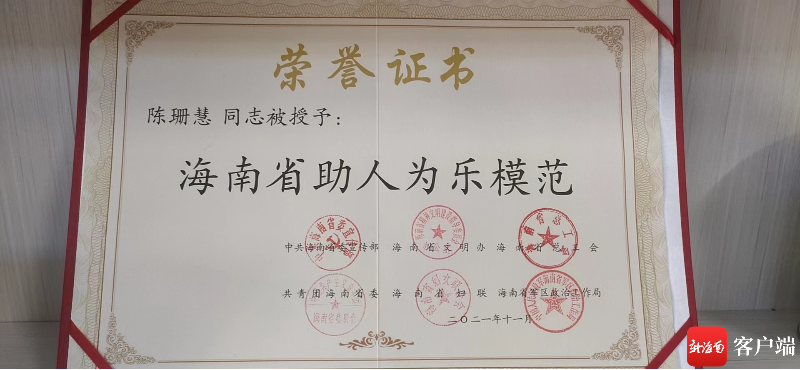 荣誉证书
陈珊慧 同志被授予：
海南省助人为乐模范
中共海南省委宣传部 海南省文明办 海南省总工会
共青团海南省委 海南省妇联 海南省军区政治工作局
二〇二一年十一月
新海南 客户端